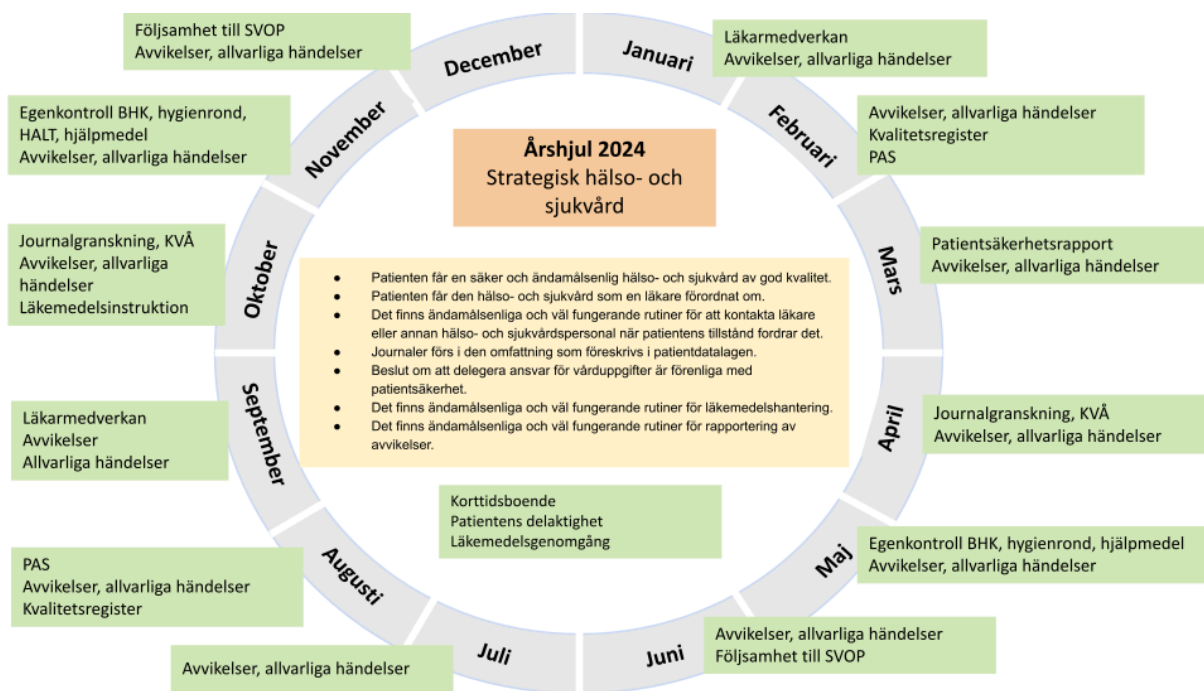 Årshjul 2024
Strategisk hälso- och
sjukvård
Januari
Läkarmedverkan
Avvikelser, allvarliga händelser
Februari
Avvikelser, allvarliga händelser
Kvalitetsregister
PAS
Mars
Patientsäkerhetsrapport
Avvikelser, allvarliga händelser
April
Journalgranskning, KVÅ
Avvikelser, allvarliga händelser
Maj
Egenkontroll BHK, hygienrond, hjälpmedel
Avvikelser, allvarliga händelser
Juni
Avvikelser, allvarliga händelser
Följsamhet till SVOP
Juli
Avvikelser, allvarliga händelser
Augusti
PAS
Avvikelser, allvarliga händelser
Kvalitetsregister
September
Läkarmedverkan
Avvikelser
Allvarliga händelser
Oktober
Journalgranskning, KVÅ
Avvikelser, allvarliga
händelser
Läkemedelsinstruktion
November
Egenkontroll BHK, hygienrond,
HALT, hjälpmedel
Avvikelser, allvarliga händelser
December
Följsamhet till SVOP
Avvikelser, allvarliga händelser
● Patienten får en säker och ändamålsenlig hälso- och sjukvård av god kvalitet.
● Patienten får den hälso- och sjukvård som en läkare förordnat om.
● Det finns ändamålsenliga och väl fungerande rutiner för att kontakta läkare
eller annan hälso- och sjukvårdspersonal när patientens tillstånd fordrar det.
● Journaler förs i den omfattning som föreskrivs i patientdatalagen.
● Beslut om att delegera ansvar för vårduppgifter är förenliga med
patientsäkerhet.
● Det finns ändamålsenliga och väl fungerande rutiner för läkemedelshantering.
● Det finns ändamålsenliga och väl fungerande rutiner för rapportering av
avvikelser.
Korttidsboende
Patientens delaktighet
Läkemedelsgenomgång